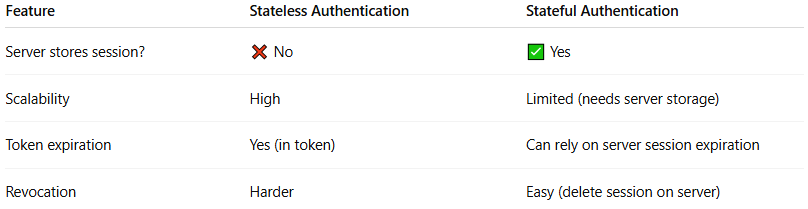 Feature Stateless Authentication Stateful Authentication
Server stores session? ❌ No ✅ Yes
Scalability High Limited (needs server storage)
Token expiration Yes (in token) Can rely on server session expiration
Revocation Harder Easy (delete session on server)